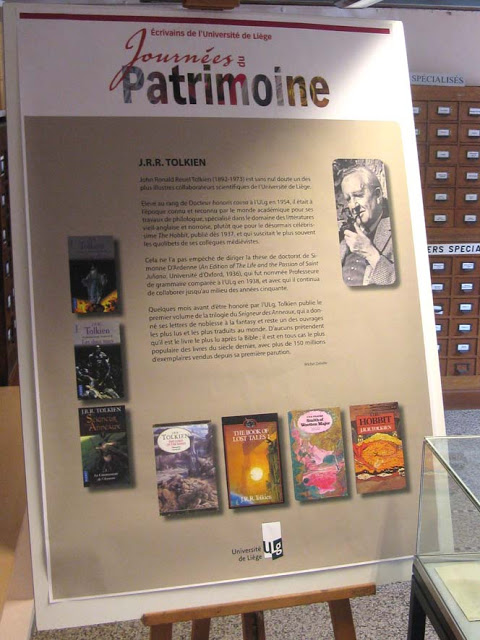 Écrivains de l'Université de Liège
Journées du
Patrimoine
SPÉCIALISÉS
J.R.R. TOLKIEN
John Ronald Reuel Tolkien (1892-1973) est sans nul doute un des
plus illustres collaborateurs scientifiques de l'Université de Liège.
Élevé au rang de Docteur honoris causa à l'ULg en 1954, il était à
l'époque connu et reconnu par le monde académique pour ses
travaux de philologue, spécialisé dans le domaine des littératures
vieil-anglaise et norroise, plutôt que pour le désormais célébris-
sime The Hobbit, publié dès 1937, et qui suscitait le plus souvent
les quolibets de ses collègues médiévistes.
Cela ne l'a pas empêché de diriger la thèse de doctorat de Si-
monne D'Ardenne (An Edition of The Life and the Passion of Saint
Juliana, Université d'Oxford, 1936), qui fut nommée Professeure
de grammaire comparée à l'ULg en 1938, et avec qui il continua
de collaborer jusqu'au milieu des années cinquante.
Quelques mois avant d'être honoré par l'ULg, Tolkien publie le
premier volume de la trilogie du Seigneur des Anneaux, qui a don-
né ses lettres de noblesse à la fantasy et reste un des ouvrages
les plus lus et les plus traduits au monde. D'aucuns prétendent
qu'il est le livre le plus lu après la Bible ; il est en tous cas le plus
populaire des livres du siècle dernier, avec plus de 150 millions
d'exemplaires vendus depuis sa première parution.
Tolkien
Tolkien
J.R.R. TOLKIEN
SEIGNEUR
ANNEAUX
TOLKIEN
THE BOOK OF
LOST TALES
J.R.R. Tolkien
Smith of
Wootton Major
THE HOBBIT
J.R.R. TOLKIEN
Université
de Liège
ULg